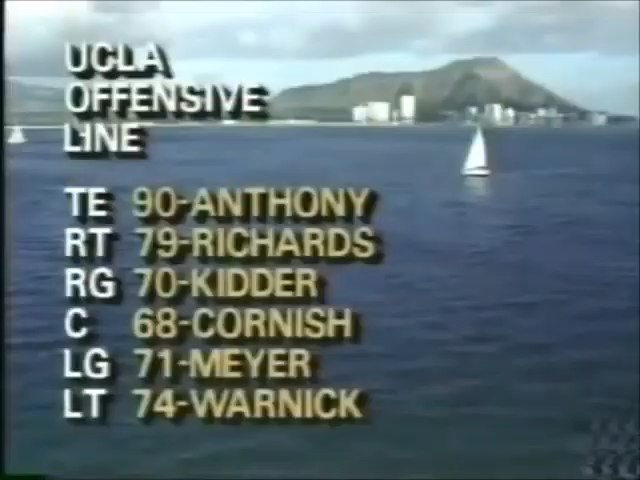 UCLA
OFFENSIVE
LINE
TE 90-ANTHONY
RT 79-RICHARDS
RG 70-KIDDER
C 68-CORNISH
LG 71-MEYER
LT 74-WARNICK